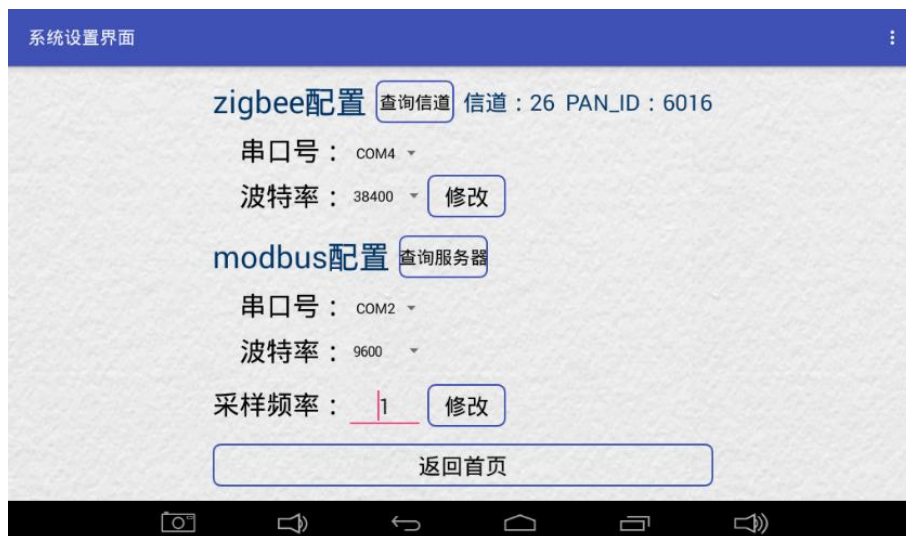 系统设置界面
zigbee配置 查询信道 信道：26 PAN_ID：6016
串口号： COM4
波特率： 38400 修改
modbus配置 查询服务器
串口号： COM2
波特率： 9600
采样频率： 1 修改
返回首页